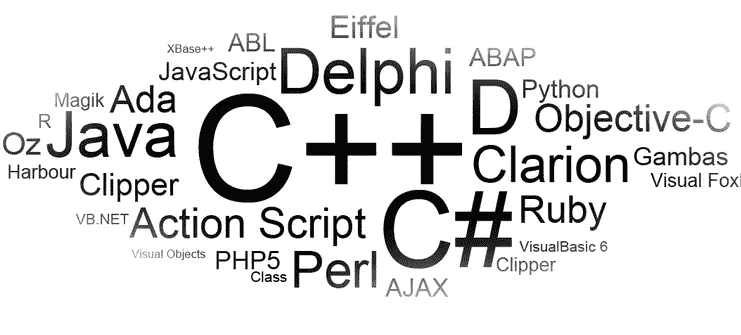 Eiffel
XBase++ ABL
JavaScript Delphi ABAP
Magik Ada D Python
R Java C++ Objective-C
Oz Clarion Gambas
Harbour Clipper Visual Fox
VB.NET Action Script C# Ruby
Visual Objects PHP5 VisualBasic 6
Class Perl Clipper
AJAX